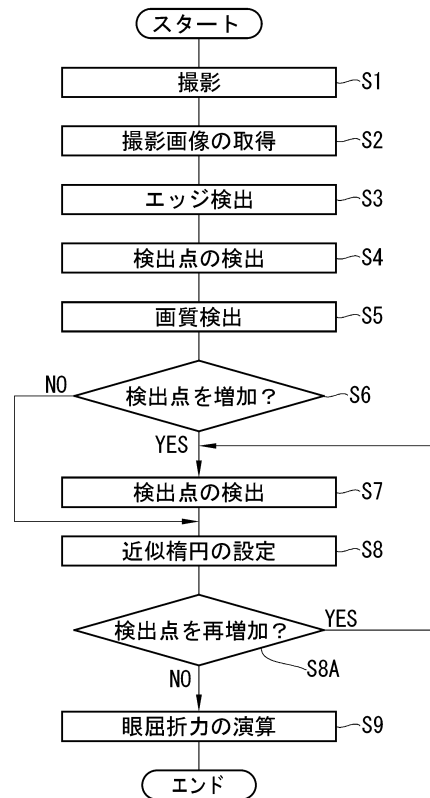 スタート
撮影 S1
撮影画像の取得 S2
エッジ検出 S3
検出点の検出 S4
画質検出 S5
NO 検出点を増加? S6
YES
検出点の検出 S7
近似楕円の設定 S8
検出点を再増加? YES
S8A
NO
眼屈折力の演算 S9
エンド